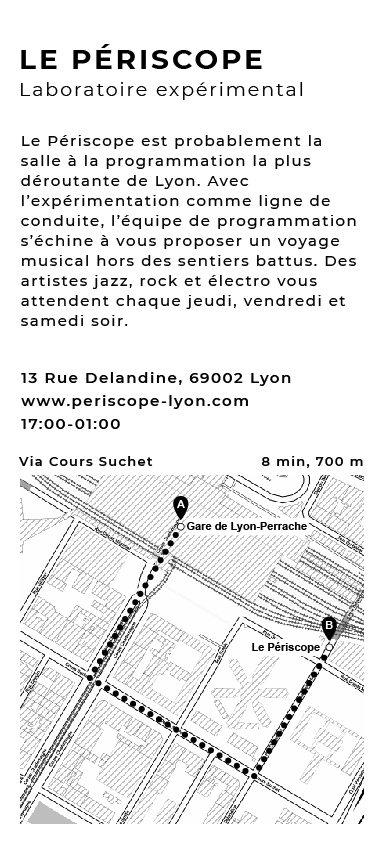 LE PÉRISCOPE
Laboratoire expérimental
Le Périscope est probablement la
salle à la programmation la plus
déroutante de Lyon. Avec
l'expérimentation comme ligne de
conduite, l'équipe de programmation
s'échine à vous proposer un voyage
musical hors des sentiers battus. Des
artistes jazz, rock et électro vous
attendent chaque jeudi, vendredi et
samedi soir.
13 Rue Delandine, 69002 Lyon
www.periscope-lyon.com
17:00-01:00
Via Cours Suchet
8 min, 700 m
A
Gare de Lyon-Perrache
B
Le Périscope